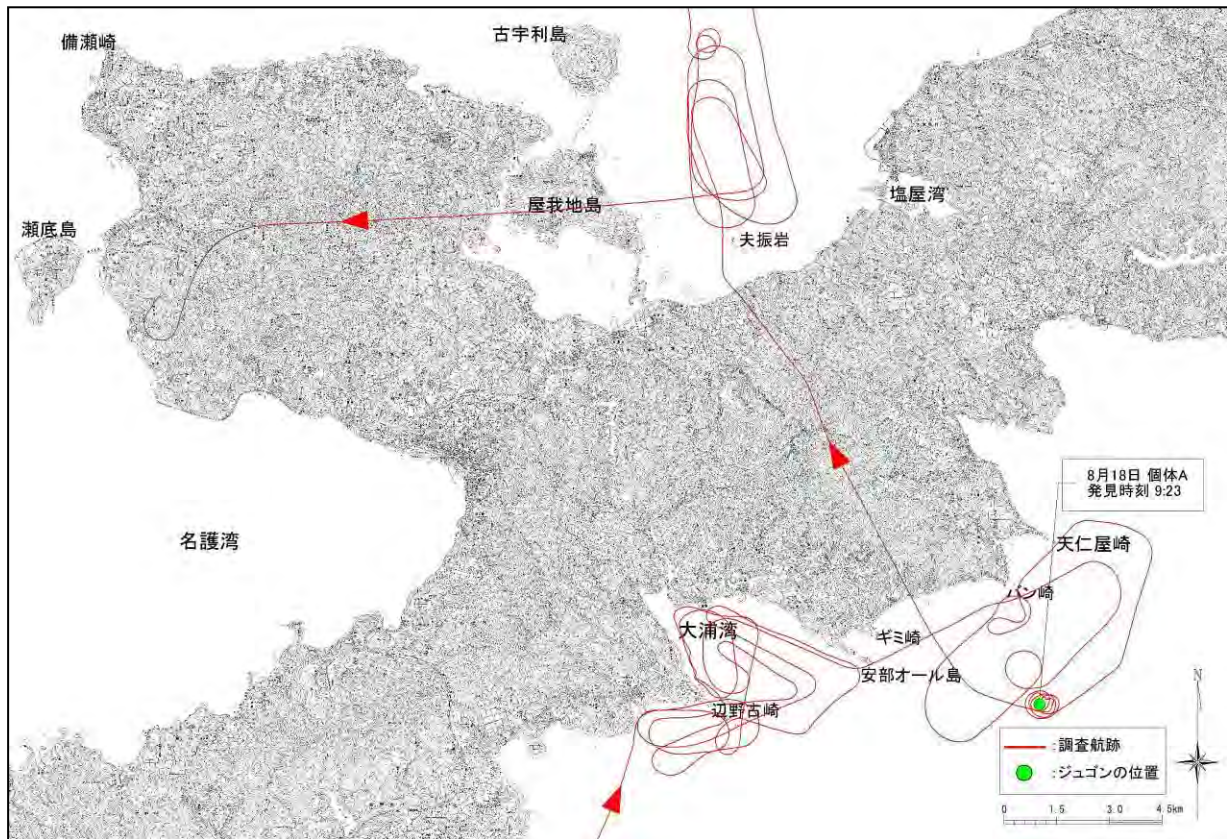 古宇利島
備瀬崎
塩屋湾
屋我地島
瀬底島
夫振岩
8月18日 個体A
発見時刻 9:23
名護湾
天仁屋崎
バン崎
大浦湾
ギミ崎
安部オール島
辺野古崎
N
:調査航跡
:ジュゴンの位置
0 1.5 3.0 4.5km